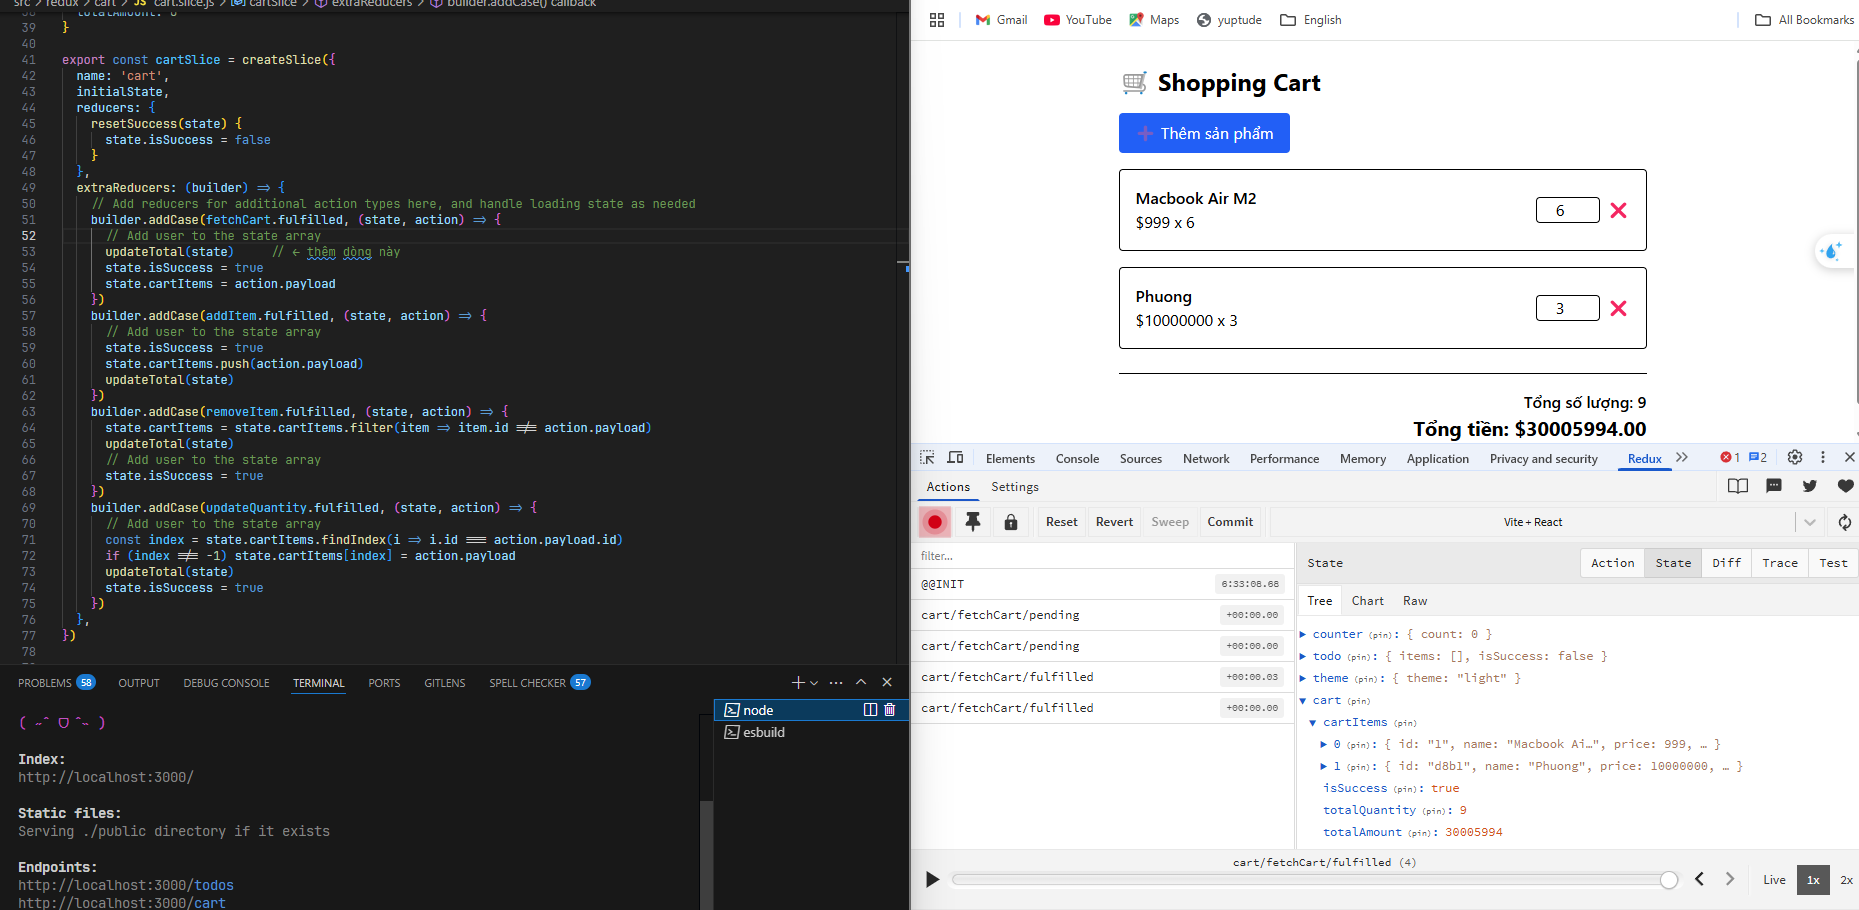 src > redux > cart > JS cart.slice.js > cartSlice > extraReducers > builder.addCase() callback
38 totalAmount: 0
39 }
40
41 export const cartSlice = createSlice({
42 name: 'cart',
43 initialState,
44 reducers: {
45 resetSuccess(state) {
46 state.isSuccess = false
47 }
48 },
49 extraReducers: (builder) => {
50 // Add reducers for additional action types here, and handle loading state as needed
51 builder.addCase(fetchCart.fulfilled, (state, action) => {
52 // Add user to the state array
53 updateTotal(state) // ← thêm dòng này
54 state.isSuccess = true
55 state.cartItems = action.payload
56 })
57 builder.addCase(addItem.fulfilled, (state, action) => {
58 // Add user to the state array
59 state.isSuccess = true
60 state.cartItems.push(action.payload)
61 updateTotal(state)
62 })
63 builder.addCase(removeItem.fulfilled, (state, action) => {
64 state.cartItems = state.cartItems.filter(item => item.id !== action.payload)
65 updateTotal(state)
66 // Add user to the state array
67 state.isSuccess = true
68 })
69 builder.addCase(updateQuantity.fulfilled, (state, action) => {
70 // Add user to the state array
71 const index = state.cartItems.findIndex(i => i.id === action.payload.id)
72 if (index !== -1) state.cartItems[index] = action.payload
73 updateTotal(state)
74 state.isSuccess = true
75 })
76 },
77 })
78
PROBLEMS 58 OUTPUT DEBUG CONSOLE TERMINAL PORTS GITLENS SPELL CHECKER 57
Index:
http://localhost:3000/
Static files:
Serving ./public directory if it exists
Endpoints:
http://localhost:3000/todos
http://localhost:3000/cart
node
esbuild
Gmail YouTube Maps yuptude English All Bookmarks
🛒 Shopping Cart
➕ Thêm sản phẩm
Macbook Air M2
$999 x 6
6 ❌
Phuong
$10000000 x 3
3 ❌
Tổng số lượng: 9
Tổng tiền: $30005994.00
Elements Console Sources Network Performance Memory Application Privacy and security Redux 1 2
Actions Settings
Reset Revert Sweep Commit Vite + React
filter...
@@INIT 6:33:08.68
cart/fetchCart/pending +00:00.00
cart/fetchCart/pending +00:00.00
cart/fetchCart/fulfilled +00:00.03
cart/fetchCart/fulfilled +00:00.00
State Action State Diff Trace Test
Tree Chart Raw
counter (pin): { count: 0 }
todo (pin): { items: [], isSuccess: false }
theme (pin): { theme: "light" }
cart (pin)
cartItems (pin)
0 (pin): { id: "1", name: "Macbook Ai…", price: 999, … }
1 (pin): { id: "d8b1", name: "Phuong", price: 10000000, … }
isSuccess (pin): true
totalQuantity (pin): 9
totalAmount (pin): 30005994
cart/fetchCart/fulfilled (4)
Live 1x 2x